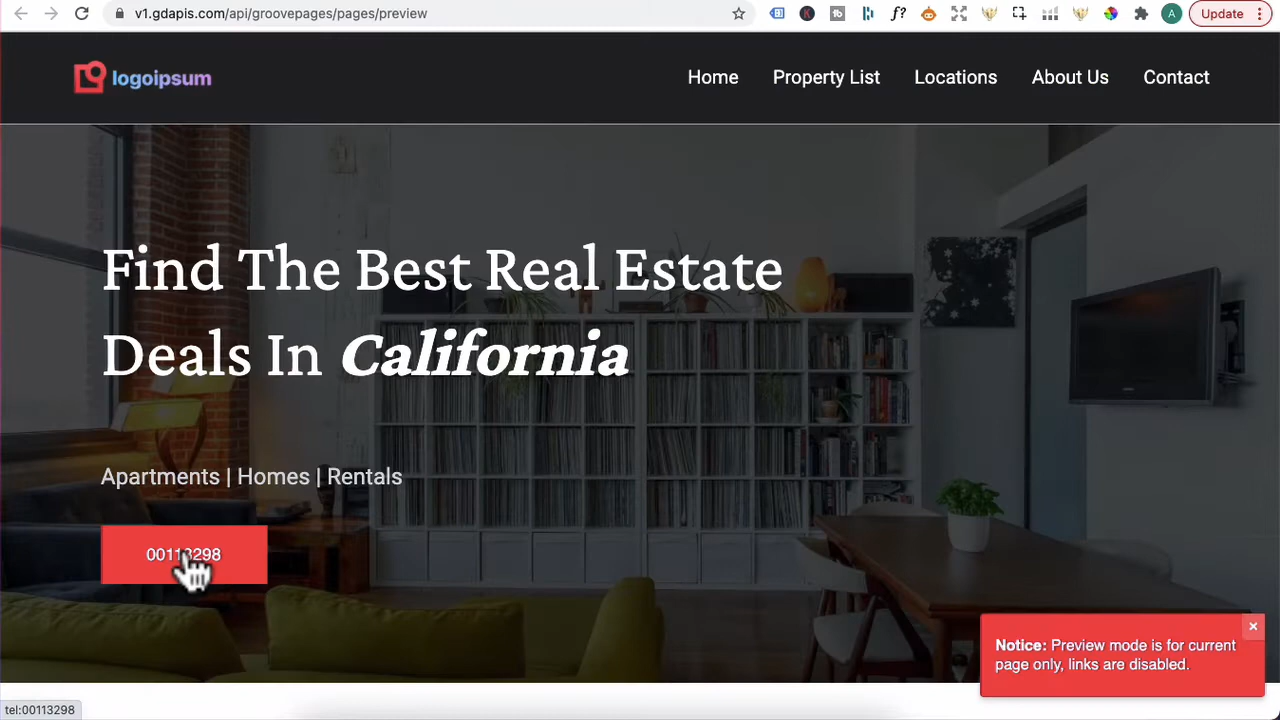 v1.gdapis.com/api/groovepages/pages/preview
Update
logoipsum
Home
Property List
Locations
About Us
Contact
Find The Best Real Estate
Deals In California
Apartments | Homes | Rentals
00113298
Notice: Preview mode is for current
page only, links are disabled.
tel:00113298